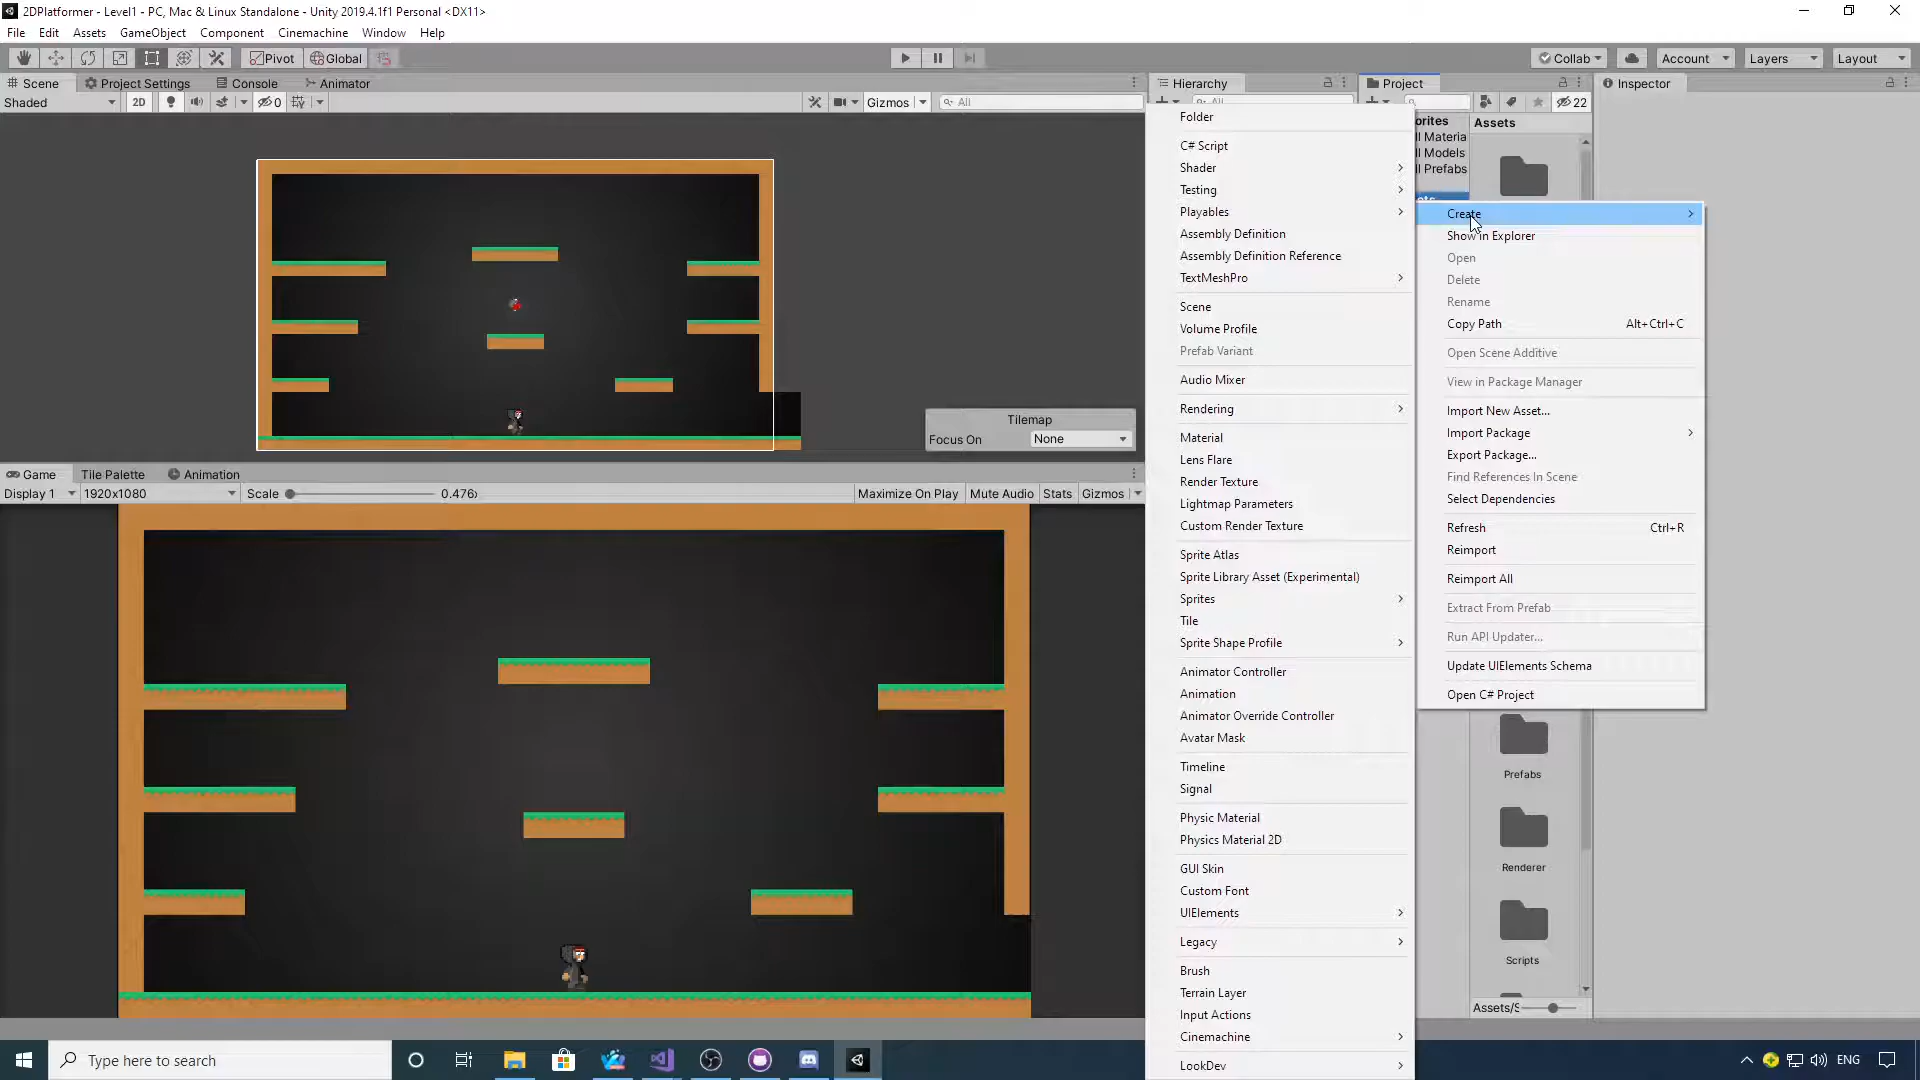 2DPlatformer - Level1 - PC, Mac & Linux Standalone - Unity 2019.4.1f1 Personal <DX11>
File Edit Assets GameObject Component Cinemachine Window Help
Pivot Global Collab Account Layers Layout
Scene Project Settings Console Animator Hierarchy Project Inspector
Shaded 2D 0 Gizmos All All 22
Assets
All Models
Tilemap
Focus On None
Game Tile Palette Animation
Display 1 1920x1080 Scale 0.476x Maximize On Play Mute Audio Stats Gizmos
Folder
C# Script
Shader
Testing
Playables
Assembly Definition
Assembly Definition Reference
TextMeshPro
Scene
Volume Profile
Prefab Variant
Audio Mixer
Rendering
Material
Lens Flare
Render Texture
Lightmap Parameters
Custom Render Texture
Sprite Atlas
Sprite Library Asset (Experimental)
Sprites
Tile
Sprite Shape Profile
Animator Controller
Animation
Animator Override Controller
Avatar Mask
Timeline
Signal
Physic Material
Physics Material 2D
GUI Skin
Custom Font
UIElements
Legacy
Brush
Terrain Layer
Input Actions
Cinemachine
LookDev
Create
Show in Explorer
Open
Delete
Rename
Copy Path Alt+Ctrl+C
Open Scene Additive
View in Package Manager
Import New Asset...
Import Package
Export Package...
Find References In Scene
Select Dependencies
Refresh Ctrl+R
Reimport
Reimport All
Extract From Prefab
Run API Updater...
Update UIElements Schema
Open C# Project
Prefabs
Renderer
Scripts
Assets/S
Type here to search
ENG